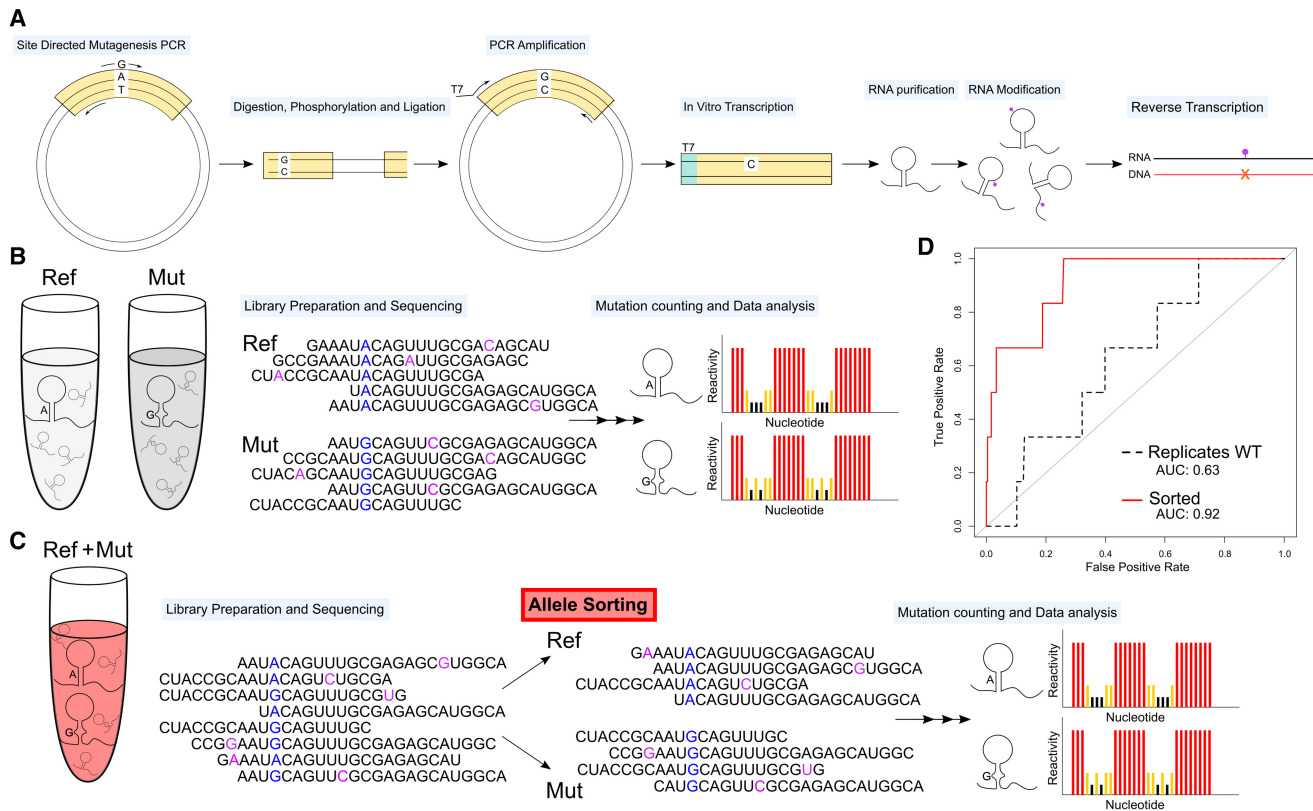 A
Site Directed Mutagenesis PCR
G
A
T
Digestion, Phosphorylation and Ligation
G
C
PCR Amplification
T7
G
C
In Vitro Transcription
T7
C
RNA purification
RNA Modification
Reverse Transcription
RNA
DNA
X
B
Ref
Mut
A
G
Library Preparation and Sequencing
Ref
GAAAUACAGUUUGCGACAGCAU
GCCGAAAUACAGAUUGCGAGAGC
CUACCGCAAUACAGUUUGCGA
UACAGUUUGCGAGAGCAUGGCA
AAUACAGUUUGCGAGAGCGUGGCA
Mut
AAUGCAGUUCGCGAGAGCAUGGCA
CCGCAAUGCAGUUUGCGACAGCAUGGC
CUACAGCAAUGCAGUUUGCGAG
AAUGCAGUUCGCGAGAGCAUGGCA
CUACCGCAAUGCAGUUUGC
Mutation counting and Data analysis
A
Reactivity
Nucleotide
G
Reactivity
Nucleotide
C
Ref +Mut
A
G
Library Preparation and Sequencing
AAUACAGUUUGCGAGAGCGUGGCA
CUACCGCAAUACAGUCUGCGA
CUACCGCAAUGCAGUUUGCGUG
UACAGUUUGCGAGAGCAUGGCA
CUACCGCAAUGCAGUUUGC
CCGGAAUGCAGUUUGCGAGAGCAUGGC
GAAAUACAGUUUGCGAGAGCAU
AAUGCAGUUCGCGAGAGCAUGGCA
Allele Sorting
Ref
GAAAUACAGUUUGCGAGAGCAU
AAUACAGUUUGCGAGAGCGUGGCA
CUACCGCAAUACAGUCUGCGA
UACAGUUUGCGAGAGCAUGGCA
Mut
CUACCGCAAUGCAGUUUGC
CCGGAAUGCAGUUUGCGAGAGCAUGGC
CUACCGCAAUGCAGUUUGCGUG
CAUGCAGUUCGCGAGAGCAUGGCA
Mutation counting and Data analysis
A
Reactivity
Nucleotide
G
Reactivity
Nucleotide
D
True Positive Rate
1.0
0.8
0.6
0.4
0.2
0.0
Replicates WT
AUC: 0.63
Sorted
AUC: 0.92
0.0 0.2 0.4 0.6 0.8 1.0
False Positive Rate